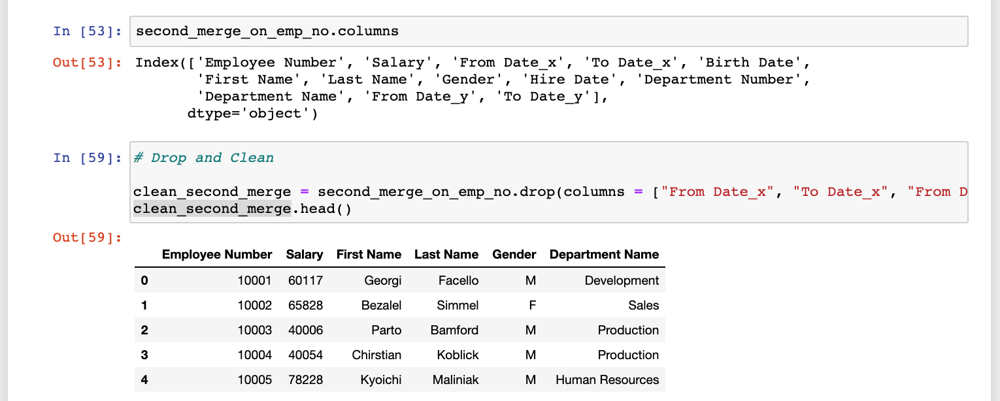 In [53]: second_merge_on_emp_no.columns
Out[53]: Index(['Employee Number', 'Salary', 'From Date_x', 'To Date_x', 'Birth Date',
'First Name', 'Last Name', 'Gender', 'Hire Date', 'Department Number',
'Department Name', 'From Date_y', 'To Date_y'],
dtype='object')
In [59]: # Drop and Clean
clean_second_merge = second_merge_on_emp_no.drop(columns = ["From Date_x", "To Date_x", "From D
clean_second_merge.head()
Out[59]:
Employee Number Salary First Name Last Name Gender Department Name
0 10001 60117 Georgi Facello M Development
1 10002 65828 Bezalel Simmel F Sales
2 10003 40006 Parto Bamford M Production
3 10004 40054 Chirstian Koblick M Production
4 10005 78228 Kyoichi Maliniak M Human Resources